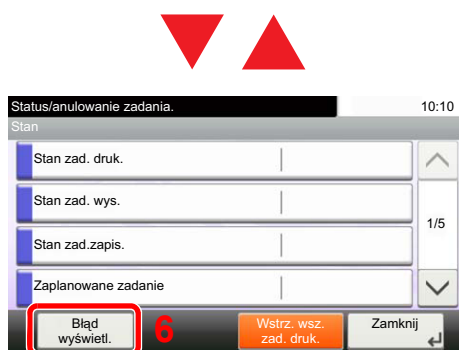 Status/anulowanie zadania.
10:10
Stan
Stan zad. druk.
Stan zad. wys.
1/5
Stan zad.zapis.
Zaplanowane zadanie
Błąd
wyświetl.
6
Wstrz. wsz.
zad. druk.
Zamknij